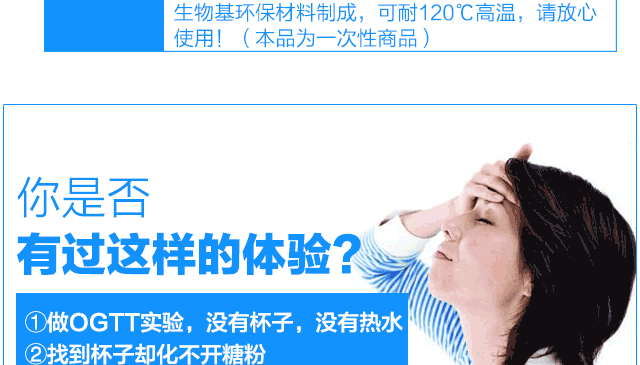 生物基环保材料制成，可耐120℃高温，请放心
使用！（本品为一次性商品）
你是否
有过这样的体验？
①做OGTT实验，没有杯子，没有热水
②找到杯子却化不开糖粉